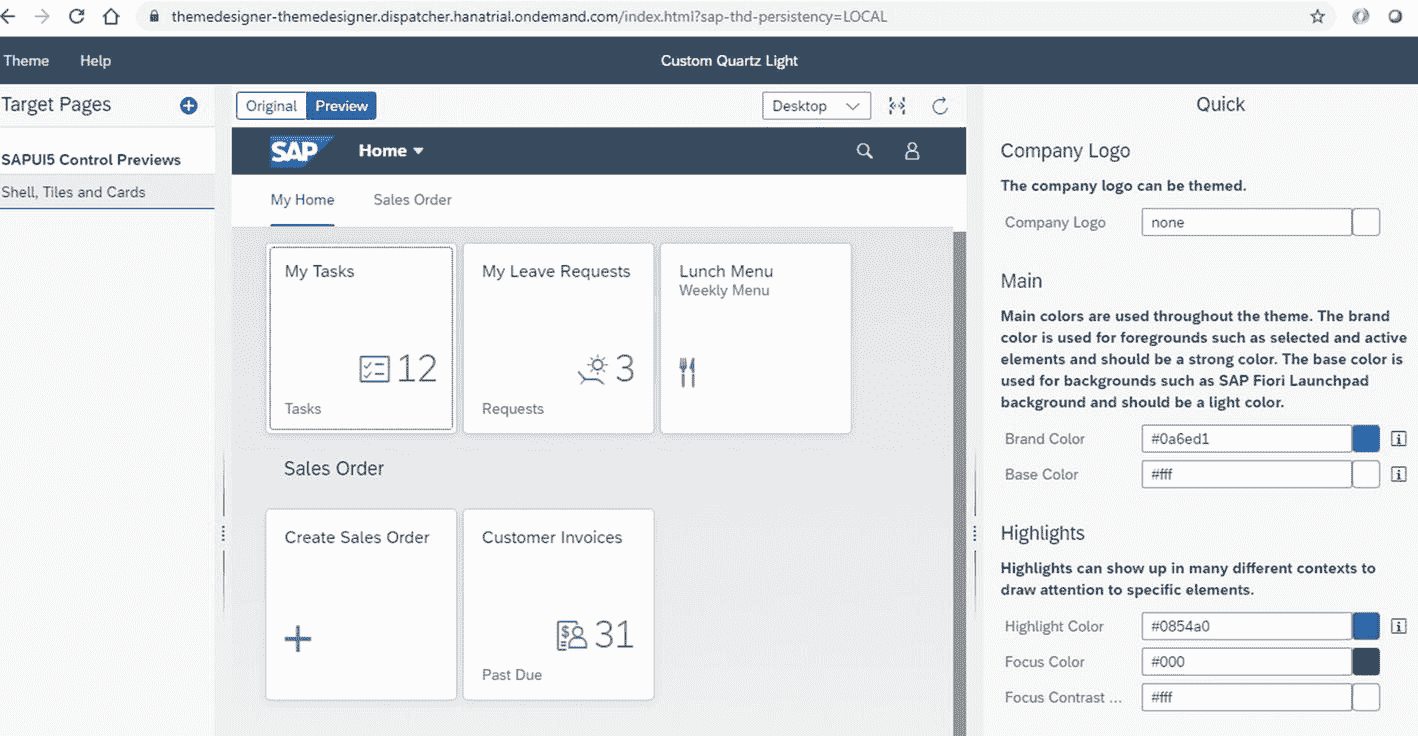 themedesigner-themedesigner.dispatcher.hanatrial.ondemand.com/index.html?sap-thd-persistency=LOCAL
Theme
Help
Custom Quartz Light
Target Pages
SAPUI5 Control Previews
Shell, Tiles and Cards
Original
Preview
Desktop
SAP
Home
My Home
Sales Order
My Tasks
12
Tasks
My Leave Requests
3
Requests
Lunch Menu
Weekly Menu
Sales Order
Create Sales Order
Customer Invoices
31
Past Due
Quick
Company Logo
The company logo can be themed.
Company Logo
none
Main
Main colors are used throughout the theme. The brand
color is used for foregrounds such as selected and active
elements and should be a strong color. The base color is
used for backgrounds such as SAP Fiori Launchpad
background and should be a light color.
Brand Color
#0a6ed1
Base Color
#fff
Highlights
Highlights can show up in many different contexts to
draw attention to specific elements.
Highlight Color
#0854a0
Focus Color
#000
Focus Contrast ...
#fff